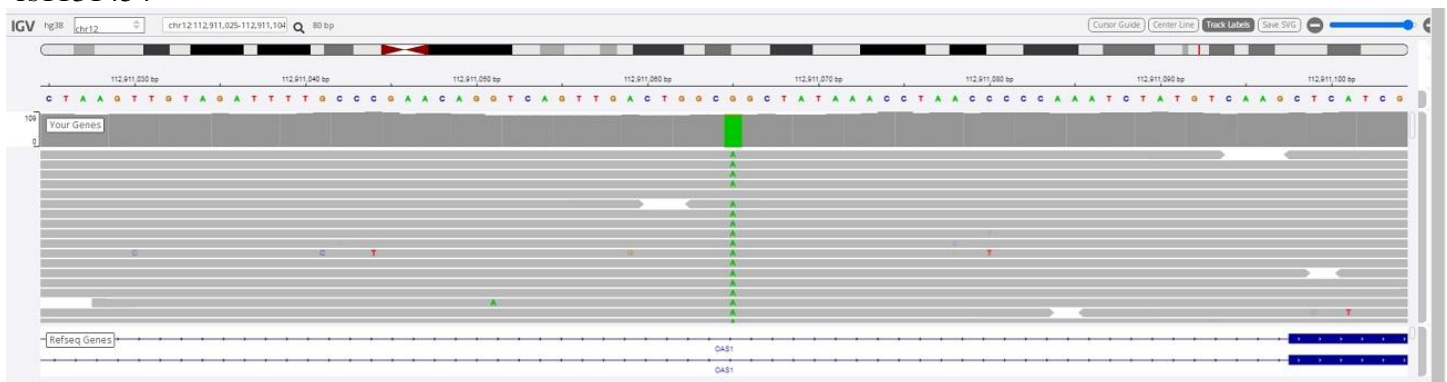 rs1131454
IGV hg38 chr12 chr12:112,911,025-112,911,104 80 bp Cursor Guide Center Line Track Labels Save SVG
112,911,030 bp 112,911,040 bp 112,911,050 bp 112,911,060 bp 112,911,070 bp 112,911,080 bp 112,911,090 bp 112,911,100 bp
C T A A G T T G T A G A T T T T G C C C G A A C A G G T C A G T T G A C T G G C G G C T A T A A A C C T A A C C C C C A A A T C T A T G T C A A G C T C A T C G
109
Your Genes
0
A
A
A
A
A
A
A
A
A
C C T G A T
A
A
A
A
A A
A T
Refseq Genes
OAS1
OAS1